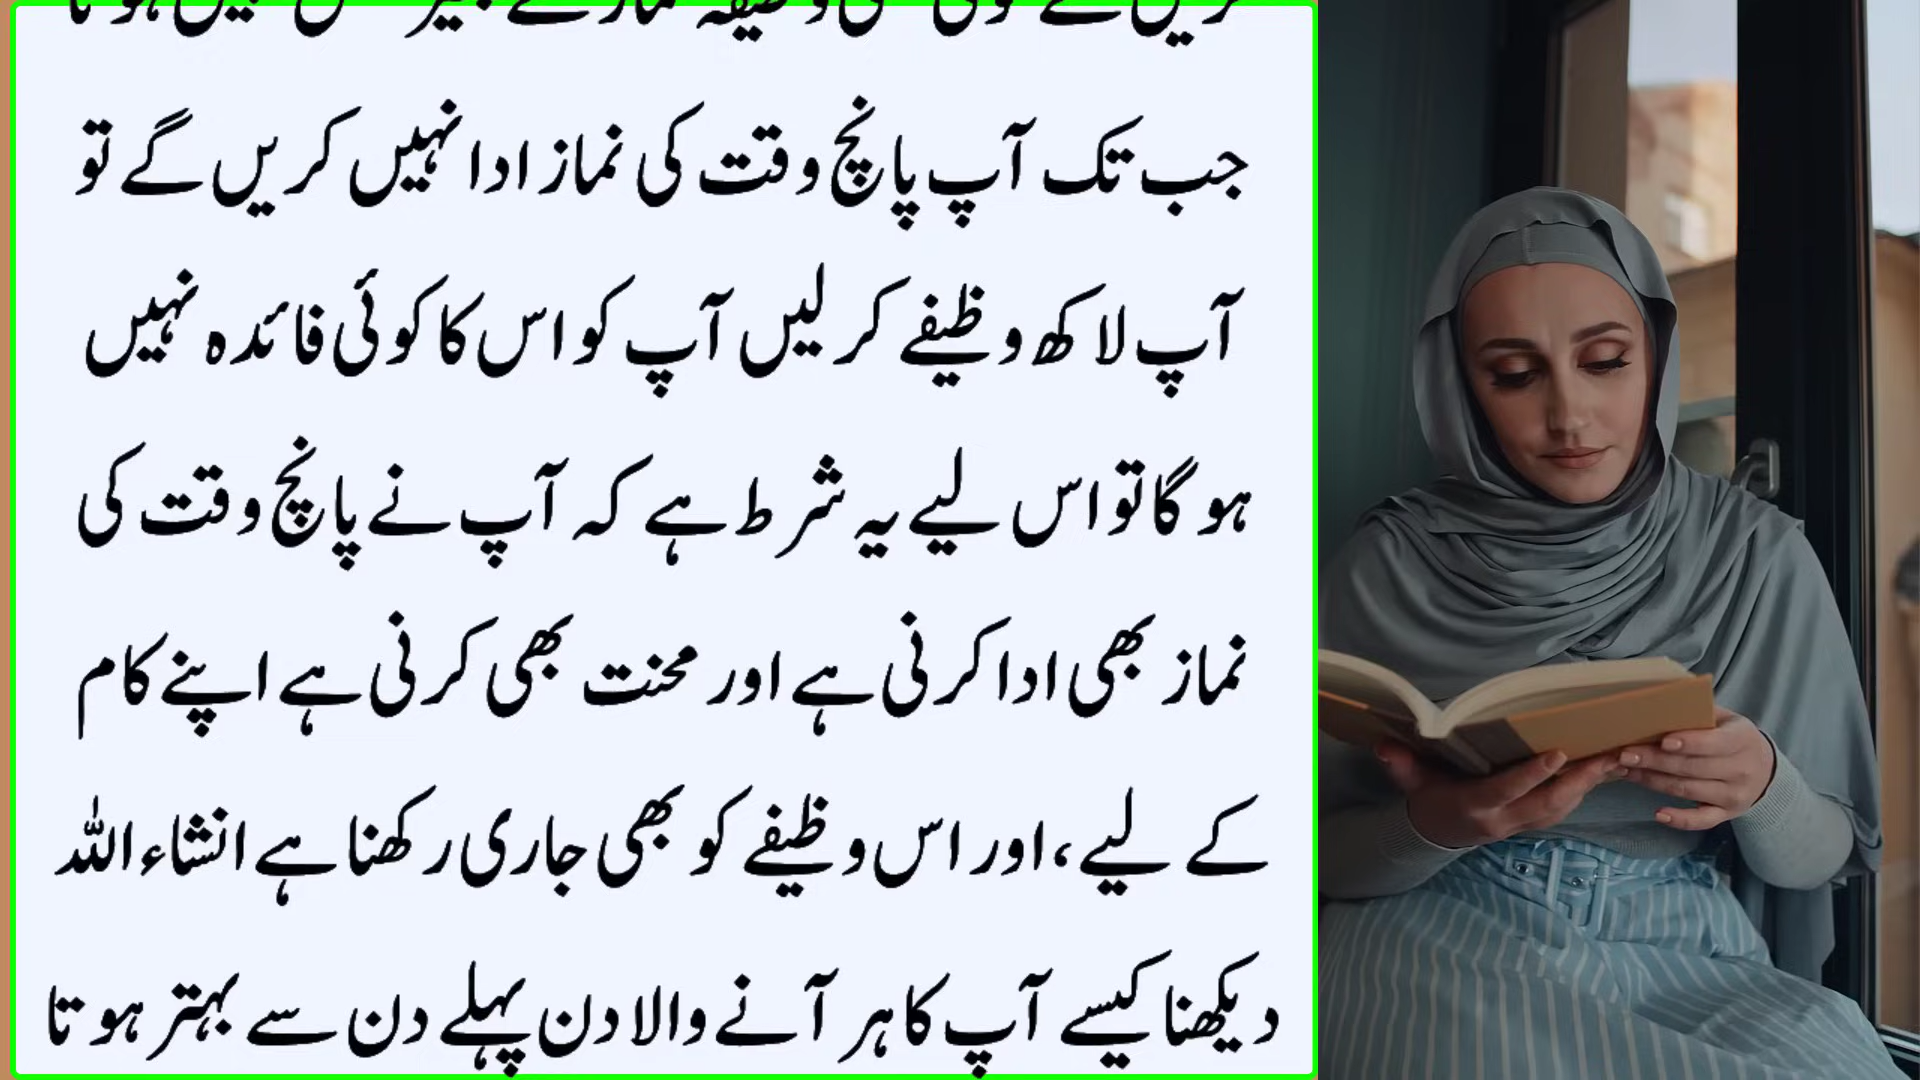 جب تک آپ پانچ وقت کی نماز ادا نہیں کریں گے تو
آپ لاکھ وظیفے کر لیں آپ کو اس کا کوئی فائدہ نہیں
ہو گا تو اس لیے یہ شرط ہے کہ آپ نے پانچ وقت کی
نماز بھی ادا کرنی ہے اور محنت بھی کرنی ہے اپنے کام
کے لیے، اور اس وظیفے کو بھی جاری رکھنا ہے انشاء اللہ
دیکھنا کیسے آپ کا ہر آنے والا دن پہلے دن سے بہتر ہوتا